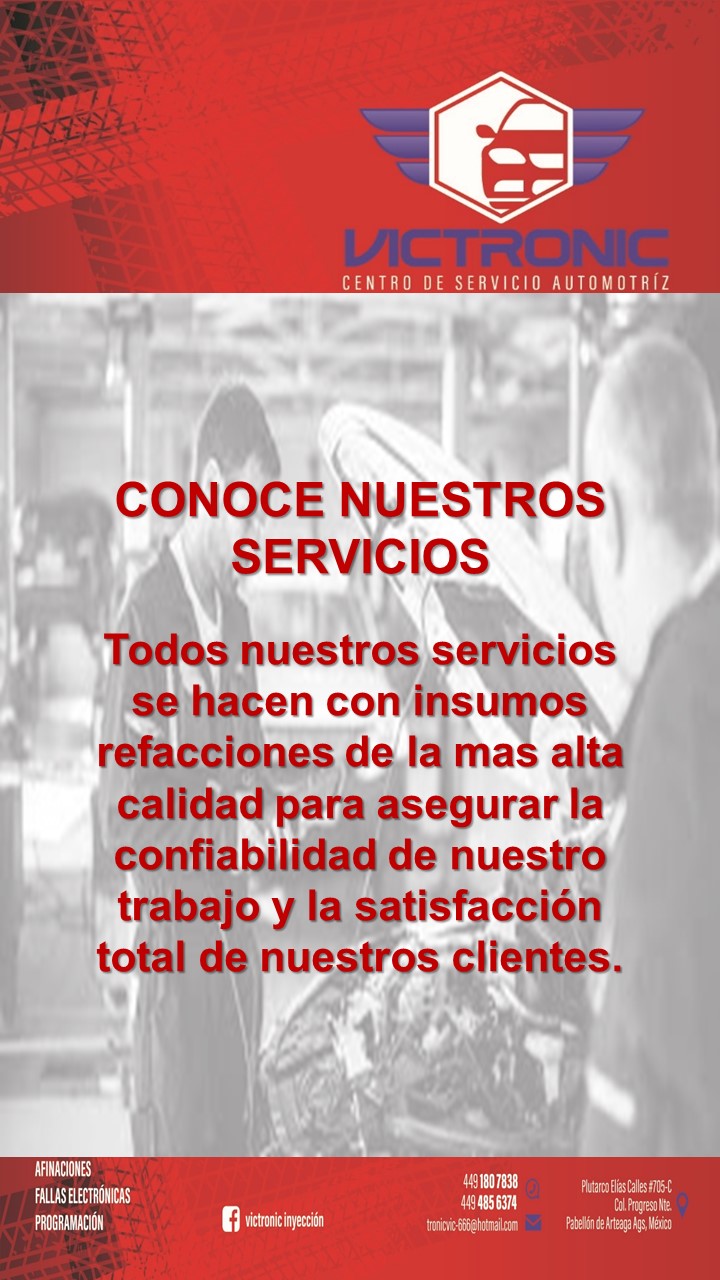 VICTRONIC
CENTRO DE SERVICIO AUTOMOTRÍZ
CONOCE NUESTROS
SERVICIOS
Todos nuestros servicios
se hacen con insumos
refacciones de la mas alta
calidad para asegurar la
confiabilidad de nuestro
trabajo y la satisfacción
total de nuestros clientes.
AFINACIONES
FALLAS ELECTRÓNICAS
PROGRAMACIÓN
victronic inyección
449 180 7838
449 485 6374
tronicvic-666@hotmail.com
Plutarco Elías Calles #705-C
Col. Progreso Nte.
Pabellón de Arteaga Ags, México